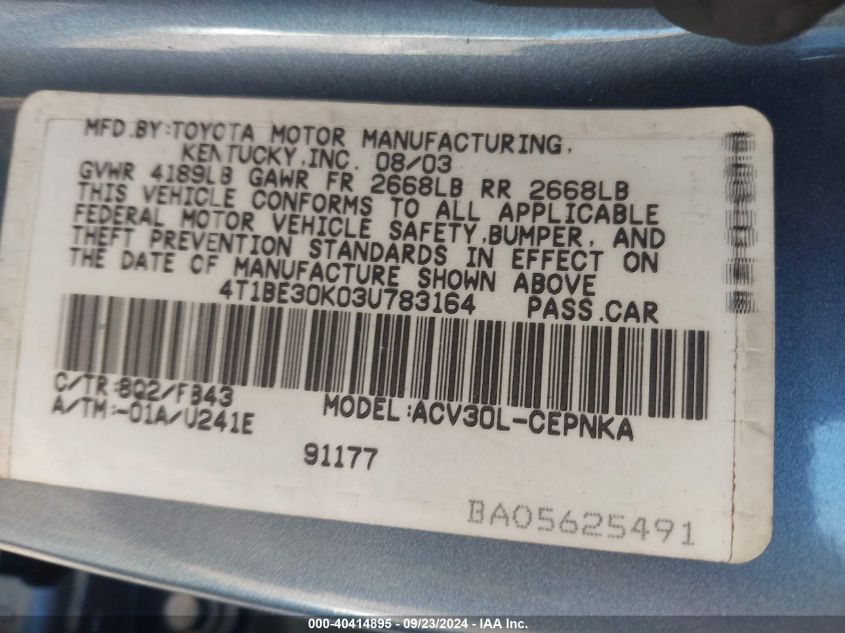 MFD.BY:TOYOTA MOTOR MANUFACTURING,
KENTUCKY,INC. 08/03
GVWR 4189LB GAWR FR 2668LB RR 2668LB
THIS VEHICLE CONFORMS TO ALL APPLICABLE
FEDERAL MOTOR VEHICLE SAFETY,BUMPER, AND
THEFT PREVENTION STANDARDS IN EFFECT ON
THE DATE OF MANUFACTURE SHOWN ABOVE
4T1BE30K03U783164 PASS.CAR
C/TR:8Q2/FB43
A/TM:-01A/U241E
MODEL:ACV30L-CEPNKA
91177
BA05625491
000-40414895 - 09/23/2024 - IAA Inc.